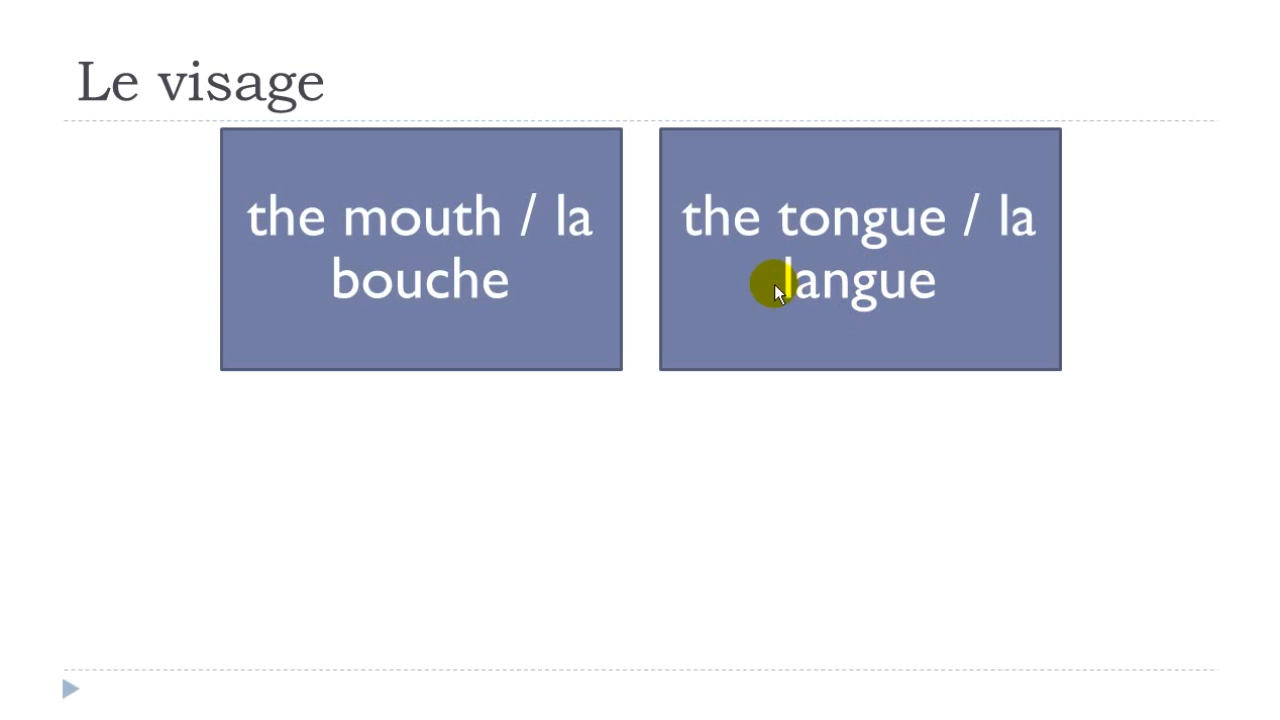 Le visage
the mouth / la
bouche
the tongue / la
langue